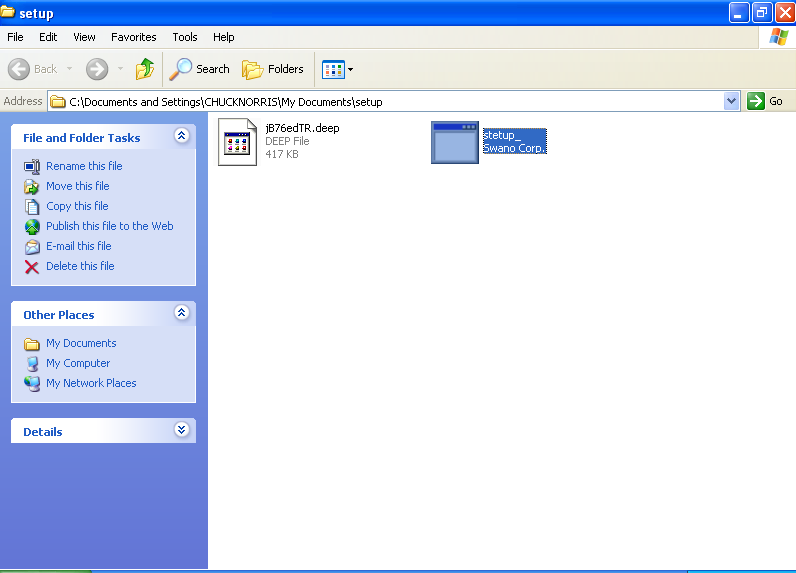 setup
File Edit View Favorites Tools Help
Back Search Folders
Address C:\Documents and Settings\CHUCKNORRIS\My Documents\setup Go
File and Folder Tasks
Rename this file
Move this file
Copy this file
Publish this file to the Web
E-mail this file
Delete this file
Other Places
My Documents
My Computer
My Network Places
Details
jB76edTR.deep
DEEP File
417 KB
stetup_
Swano Corp.